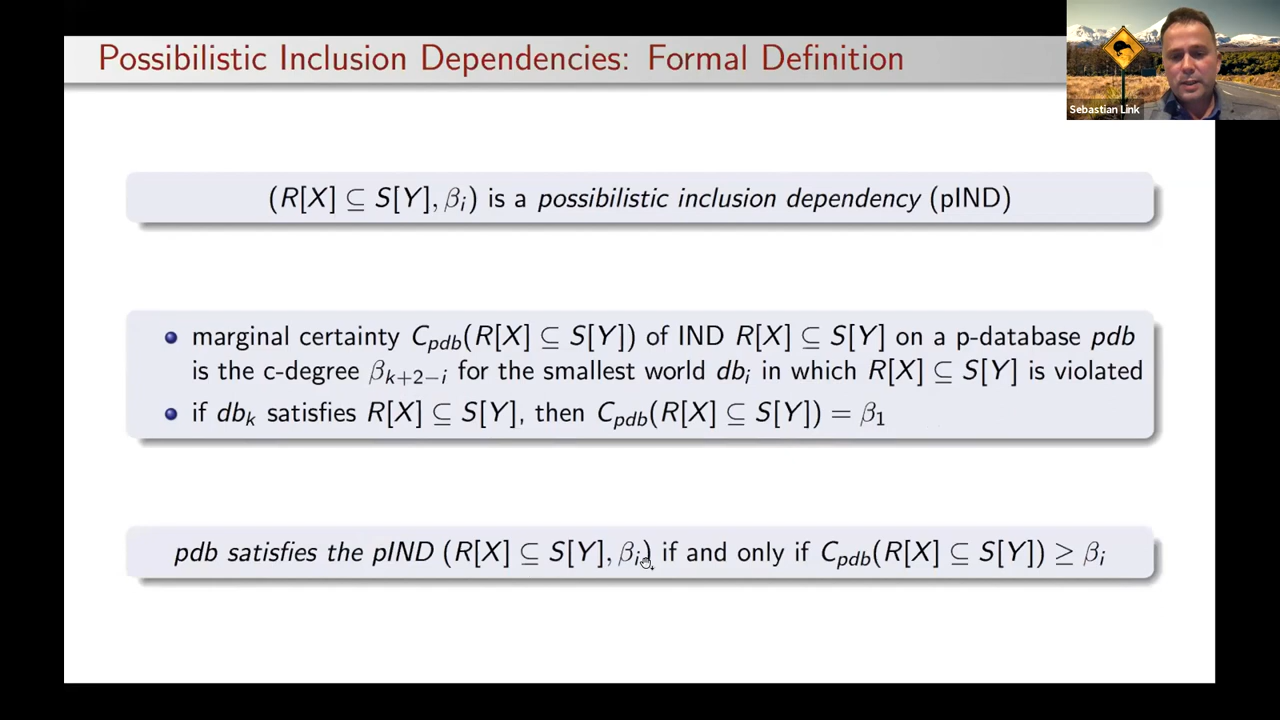 Possibilistic Inclusion Dependencies: Formal Definition
Sebastian Link
(R[X] ⊆ S[Y], βᵢ) is a possibilistic inclusion dependency (pIND)
marginal certainty C_pdb(R[X] ⊆ S[Y]) of IND R[X] ⊆ S[Y] on a p-database pdb
is the c-degree β_{k+2−i} for the smallest world dbᵢ in which R[X] ⊆ S[Y] is violated
if dbₖ satisfies R[X] ⊆ S[Y], then C_pdb(R[X] ⊆ S[Y]) = β₁
pdb satisfies the pIND (R[X] ⊆ S[Y], βᵢ) if and only if C_pdb(R[X] ⊆ S[Y]) ≥ βᵢ